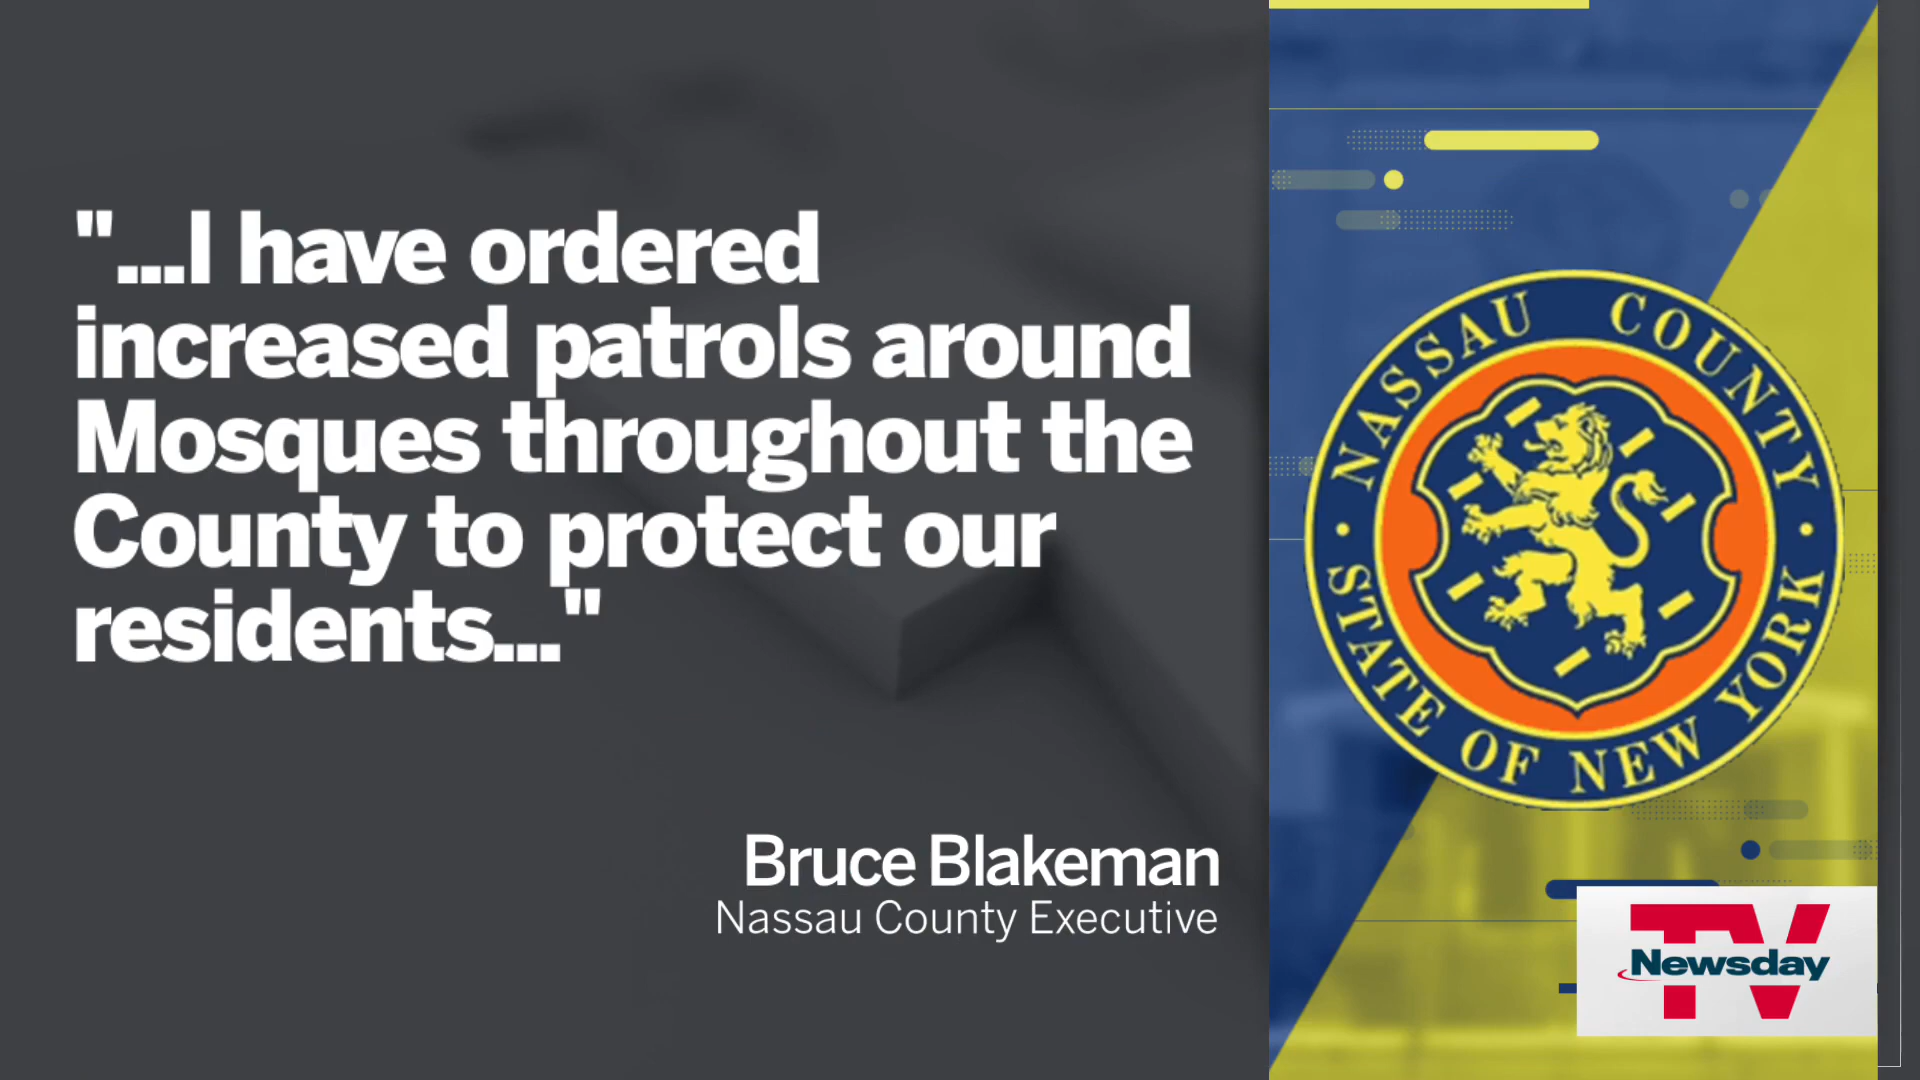 "...I have ordered
increased patrols around
Mosques throughout the
County to protect our
residents..."
Bruce Blakeman
Nassau County Executive
NASSAU COUNTY
STATE OF NEW YORK
TV
Newsday